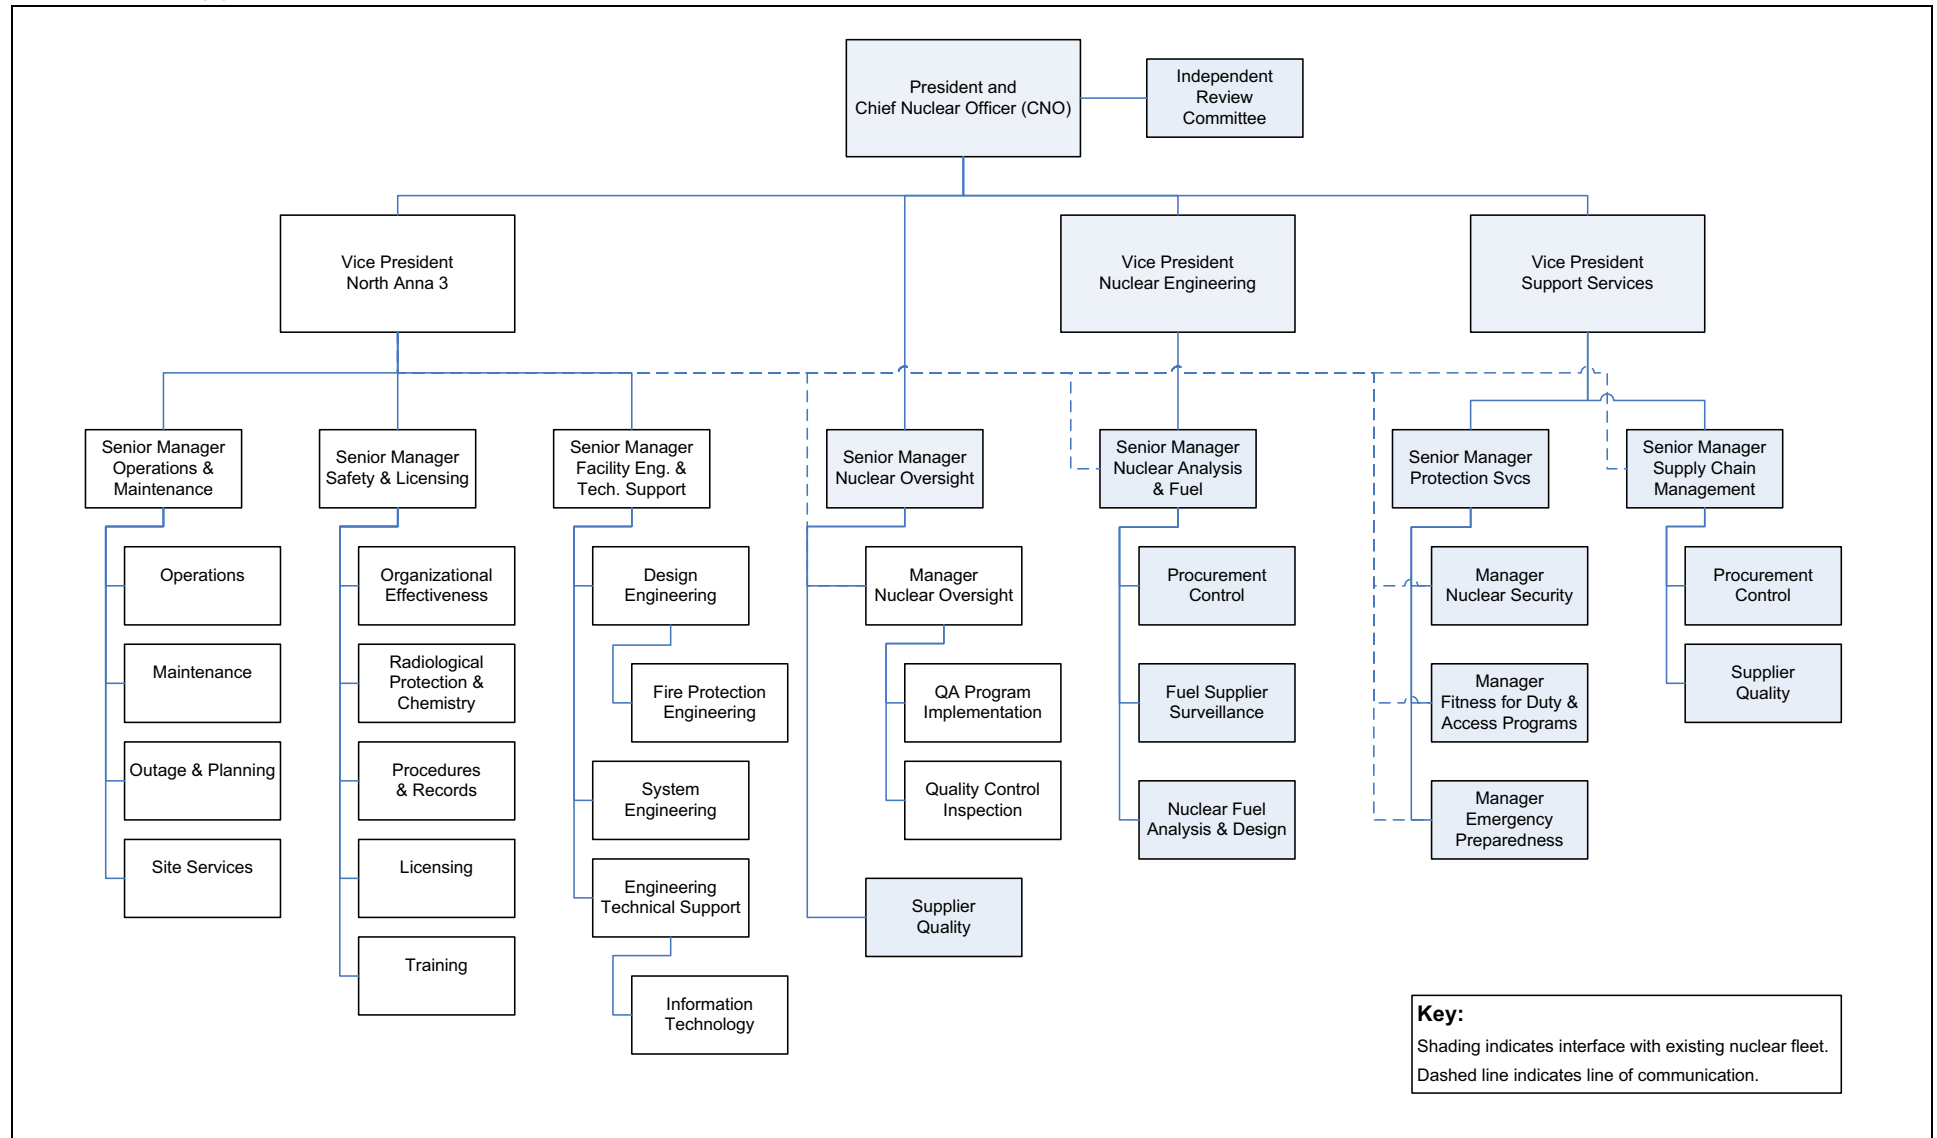 President and
Chief Nuclear Officer (CNO)
Independent
Review
Committee
Vice President
North Anna 3
Vice President
Nuclear Engineering
Vice President
Support Services
Senior Manager
Operations &
Maintenance
Senior Manager
Safety & Licensing
Senior Manager
Facility Eng. &
Tech. Support
Senior Manager
Nuclear Oversight
Senior Manager
Nuclear Analysis
& Fuel
Senior Manager
Protection Svcs
Senior Manager
Supply Chain
Management
Operations
Maintenance
Outage & Planning
Site Services
Organizational
Effectiveness
Radiological
Protection &
Chemistry
Procedures
& Records
Licensing
Training
Design
Engineering
Fire Protection
Engineering
System
Engineering
Engineering
Technical Support
Information
Technology
Manager
Nuclear Oversight
QA Program
Implementation
Quality Control
Inspection
Supplier
Quality
Procurement
Control
Fuel Supplier
Surveillance
Nuclear Fuel
Analysis & Design
Manager
Nuclear Security
Manager
Fitness for Duty &
Access Programs
Manager
Emergency
Preparedness
Procurement
Control
Supplier
Quality
Key:
Shading indicates interface with existing nuclear fleet.
Dashed line indicates line of communication.